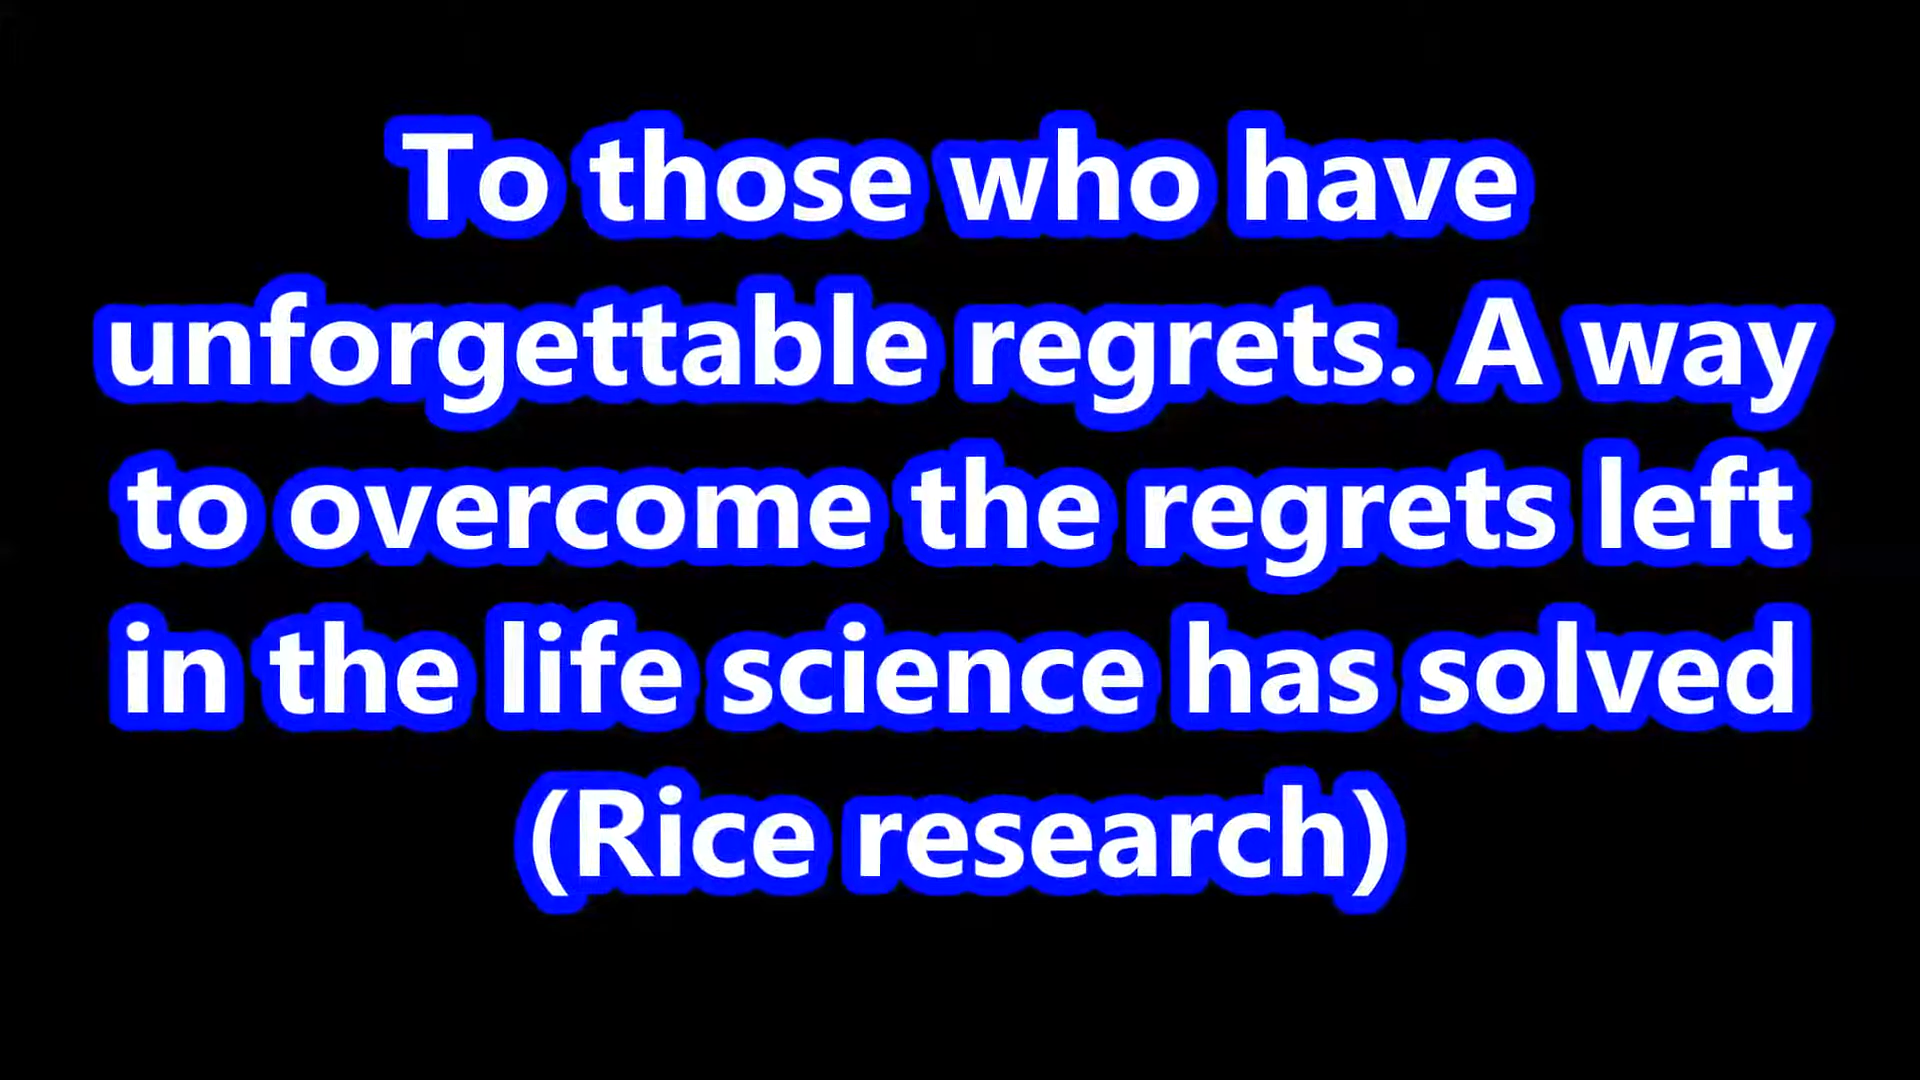 To those who have
unforgettable regrets. A way
to overcome the regrets left
in the life science has solved
(Rice research)